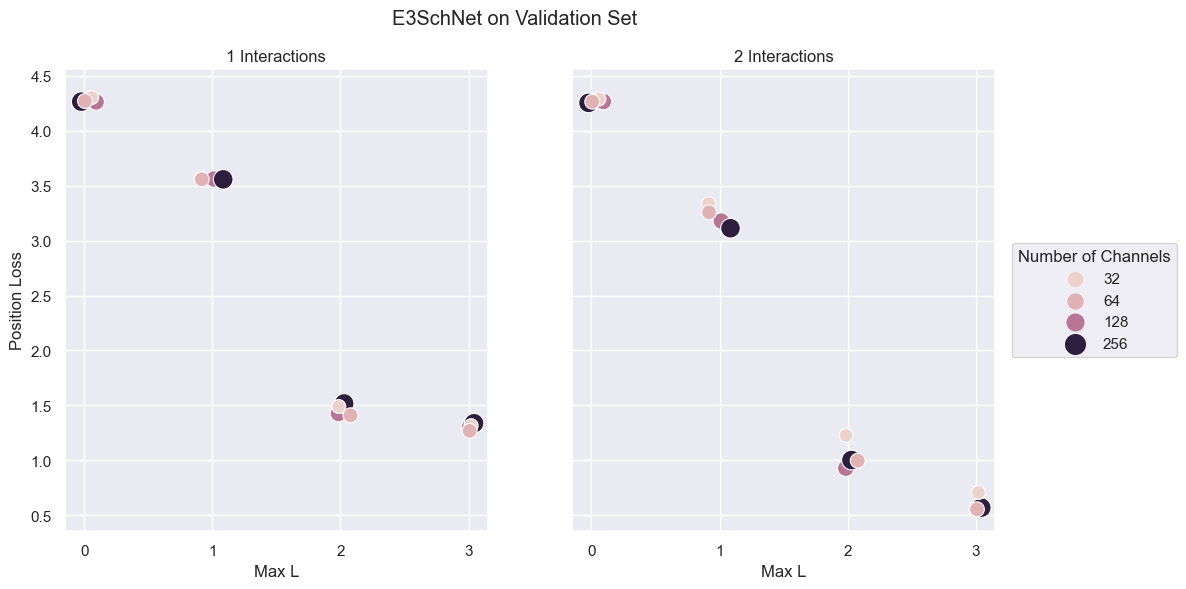 E3SchNet on Validation Set
1 Interactions
2 Interactions
4.5
4.0
3.5
3.0
2.5
2.0
1.5
1.0
0.5
Position Loss
0 1 2 3
Max L
0 1 2 3
Max L
Number of Channels
32
64
128
256